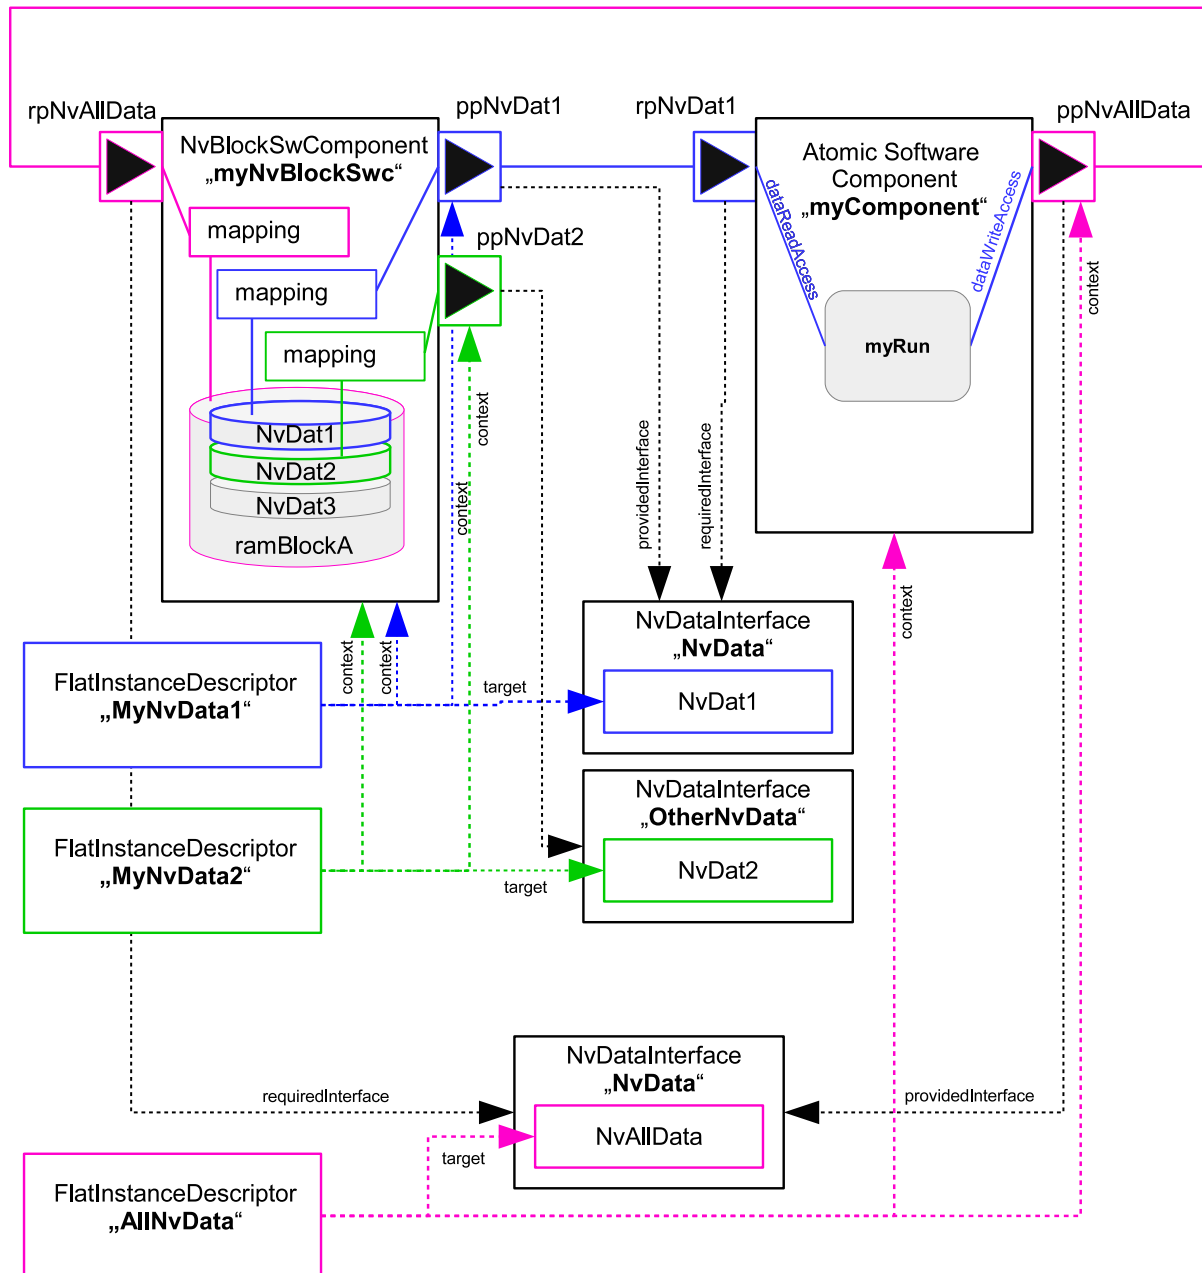 ppNvDat1
rpNvDat1
rpNvAllData
ppNvAllData
NvBlockSwComponent
„myNvBlockSwc“
Atomic Software
Component
„myComponent“
dataReadAccess
dataWriteAccess
mapping
ppNvDat2
mapping
context
mapping
myRun
NvDat1
context
NvDat2
NvDat3
providedInterface
requiredInterface
ramBlockA
context
NvDataInterface
„NvData“
context
context
FlatInstanceDescriptor
„MyNvData1“
target
NvDat1
NvDataInterface
„OtherNvData“
FlatInstanceDescriptor
„MyNvData2“
NvDat2
target
NvDataInterface
„NvData“
requiredInterface
providedInterface
NvAllData
target
FlatInstanceDescriptor
„AllNvData“